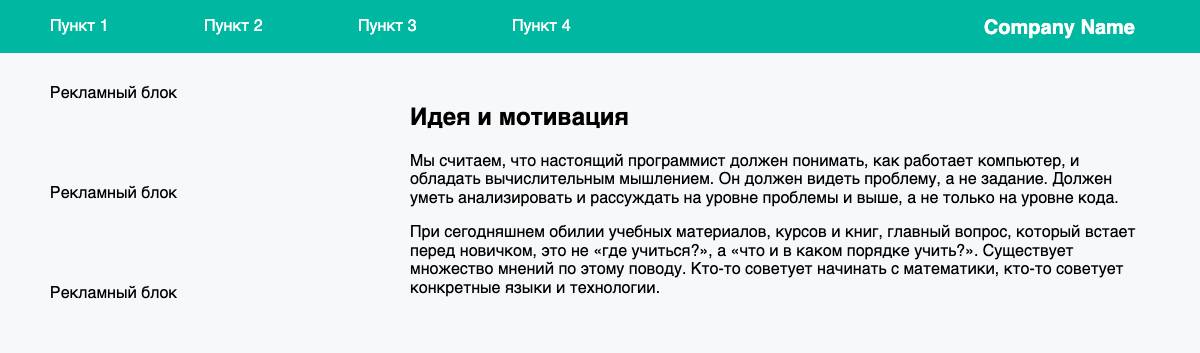 Пункт 1 Пункт 2 Пункт 3 Пункт 4 Company Name
Рекламный блок
Рекламный блок
Рекламный блок
Идея и мотивация
Мы считаем, что настоящий программист должен понимать, как работает компьютер, и
обладать вычислительным мышлением. Он должен видеть проблему, а не задание. Должен
уметь анализировать и рассуждать на уровне проблемы и выше, а не только на уровне кода.
При сегодняшнем обилии учебных материалов, курсов и книг, главный вопрос, который встает
перед новичком, это не «где учиться?», а «что и в каком порядке учить?». Существует
множество мнений по этому поводу. Кто-то советует начинать с математики, кто-то советует
конкретные языки и технологии.